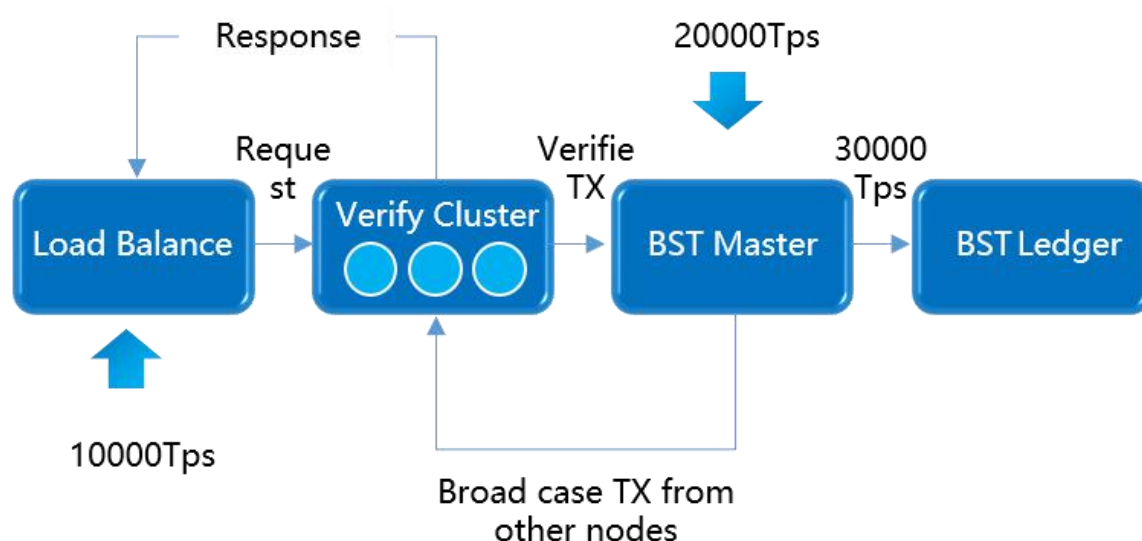 Response
20000Tps
Reque
st
Verifie
TX
30000
Tps
Load Balance
Verify Cluster
BST Master
BST Ledger
10000Tps
Broad case TX from
other nodes